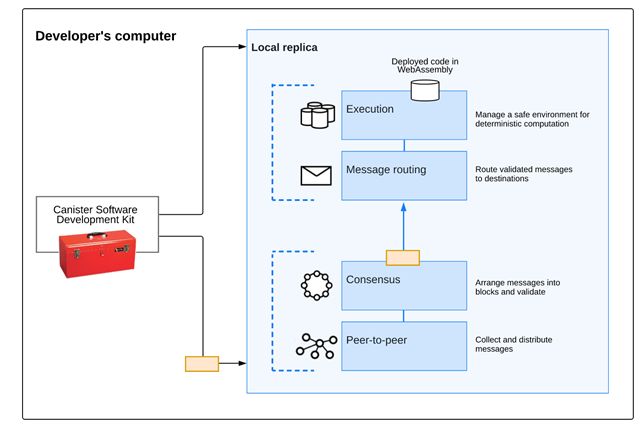 Developer's computer
Local replica
Deployed code in
WebAssembly
Execution
Manage a safe environment for
deterministic computation
Message routing
Route validated messages
to destinations
Canister Software
Development Kit
Consensus
Arrange messages into
blocks and validate
Peer-to-peer
Collect and distribute
messages